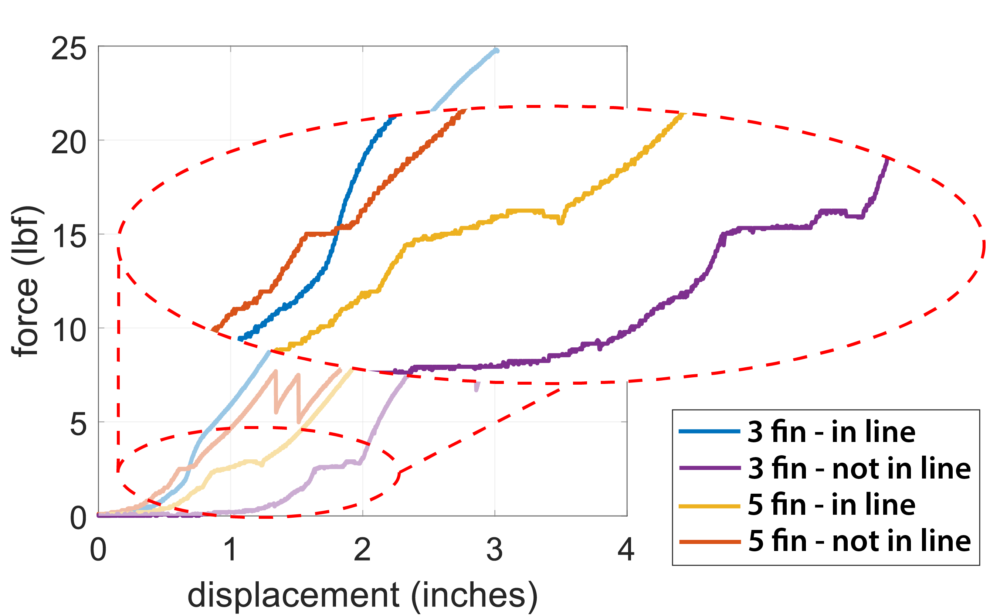 25
20
15
10
5
0
force (lbf)
0 1 2 3 4
displacement (inches)
3 fin - in line
3 fin - not in line
5 fin - in line
5 fin - not in line